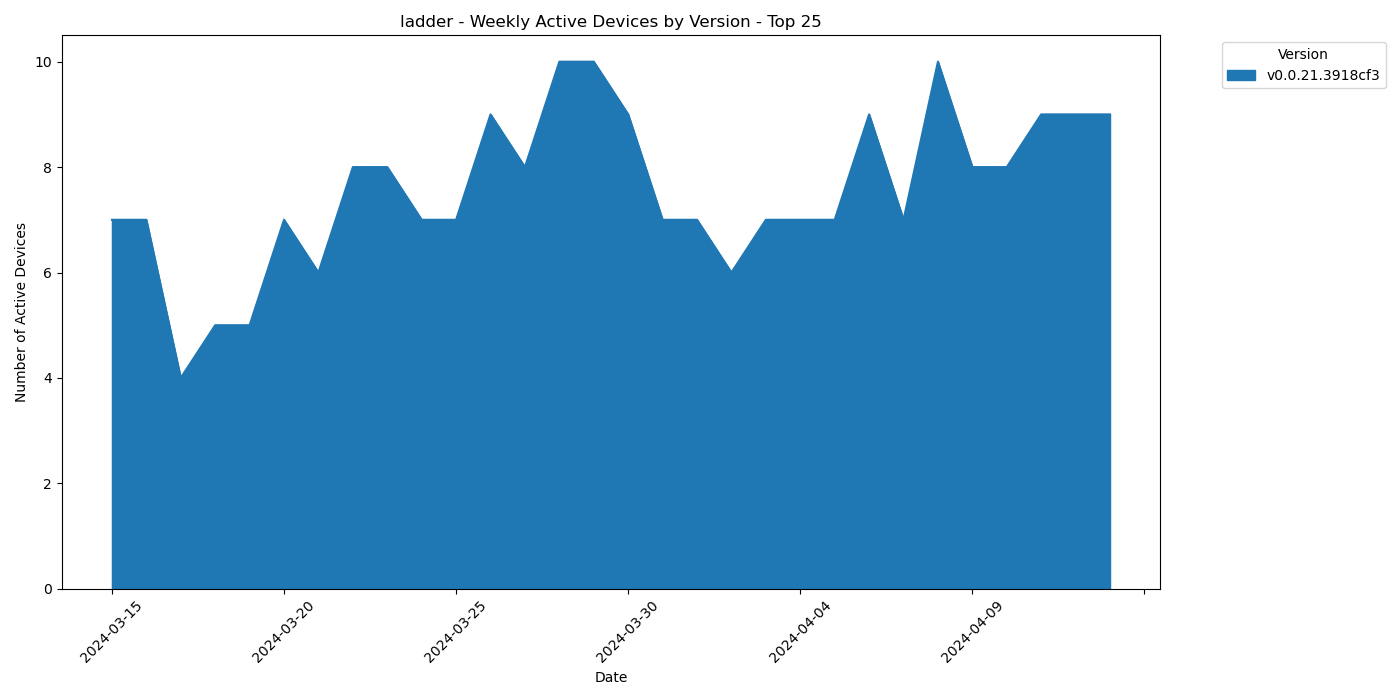 ladder - Weekly Active Devices by Version - Top 25
Version
v0.0.21.3918cf3
Number of Active Devices
10
8
6
4
2
0
2024-03-15
2024-03-20
2024-03-25
2024-03-30
2024-04-04
2024-04-09
Date